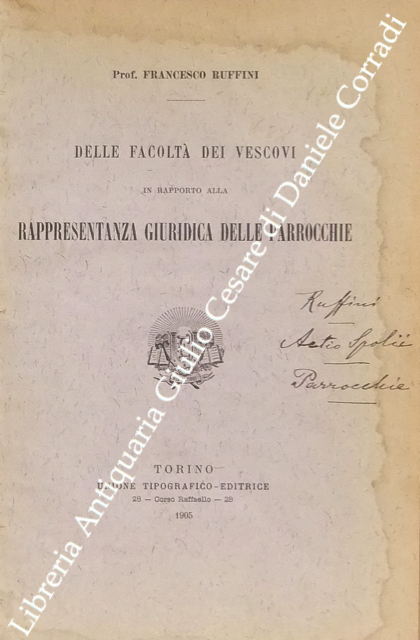 Prof. FRANCESCO RUFFINI
DELLE FACOLTÀ DEI VESCOVI
IN RAPPORTO ALLA
RAPPRESENTANZA GIURIDICA DELLE PARROCCHIE
Ruffini
Actio Spolii
Parrocchie
TORINO
UNIONE TIPOGRAFICO-EDITRICE
28 — Corso Raffaello — 28
1905
Libreria Antiquaria Giulio Cesare di Daniele Corradi